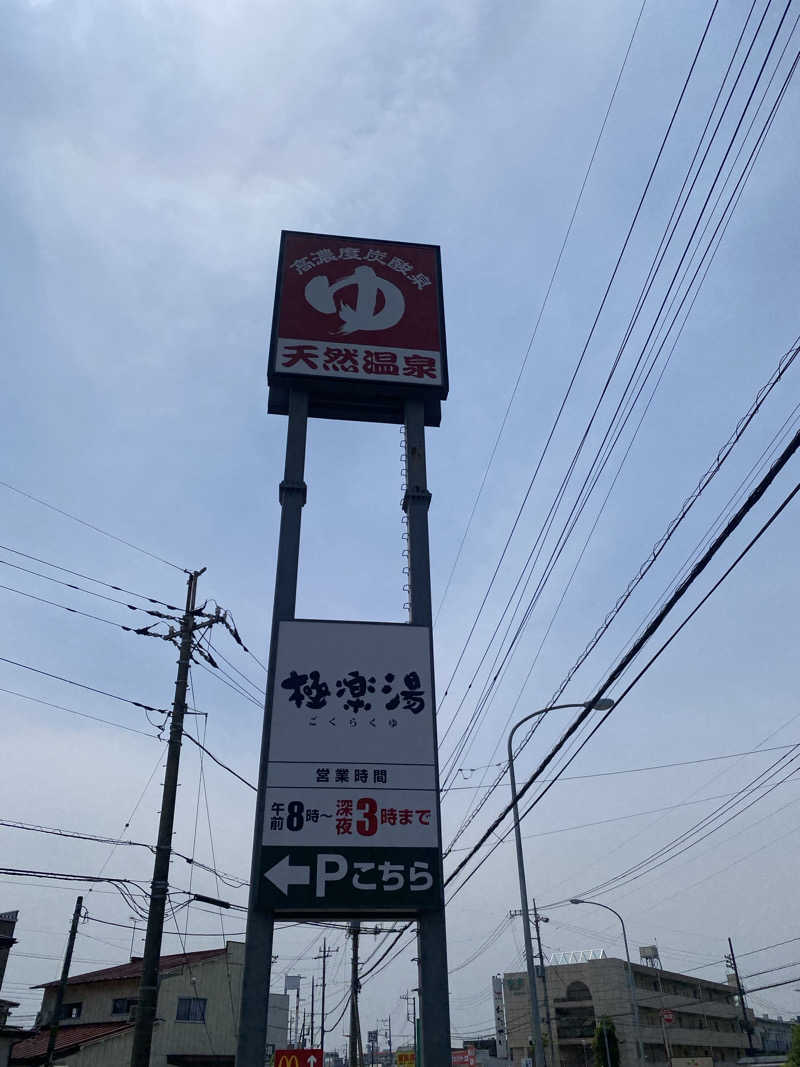 高濃度炭酸泉
ゆ
天然温泉
極楽湯
ごくらくゆ
営業時間
午前8時～深夜3時まで
←Pこちら